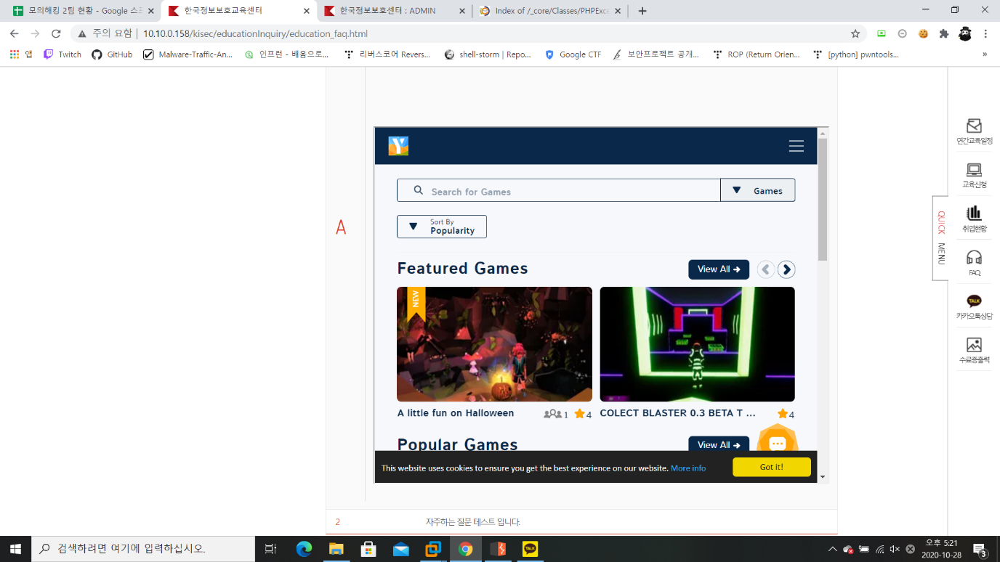 모의해킹 2팀 현황 - Google 스프
한국정보보호교육센터
한국정보보호센터 : ADMIN
Index of /_core/Classes/PHPExce
주의 요함
10.10.0.158/kisec/educationInquiry/education_faq.html
앱
Twitch
GitHub
Malware-Traffic-An...
인프런 - 배움으로...
리버스코어 Revers...
shell-storm | Repo...
Google CTF
보안프로젝트 공개...
ROP (Return Orien...
[python] pwntools...
»
A
Y
Search for Games
Games
Sort By
Popularity
Featured Games
View All
NEW
A little fun on Halloween
1
4
COLECT BLASTER 0.3 BETA T ...
4
Popular Games
View All
This website uses cookies to ensure you get the best experience on our website. More info
Got it!
2
자주하는 질문 테스트 입니다.
QUICK MENU
연간교육일정
교육신청
취업현황
FAQ
TALK
카카오톡상담
수료증출력
검색하려면 여기에 입력하십시오.
TALK
오후 5:21
2020-10-28
3